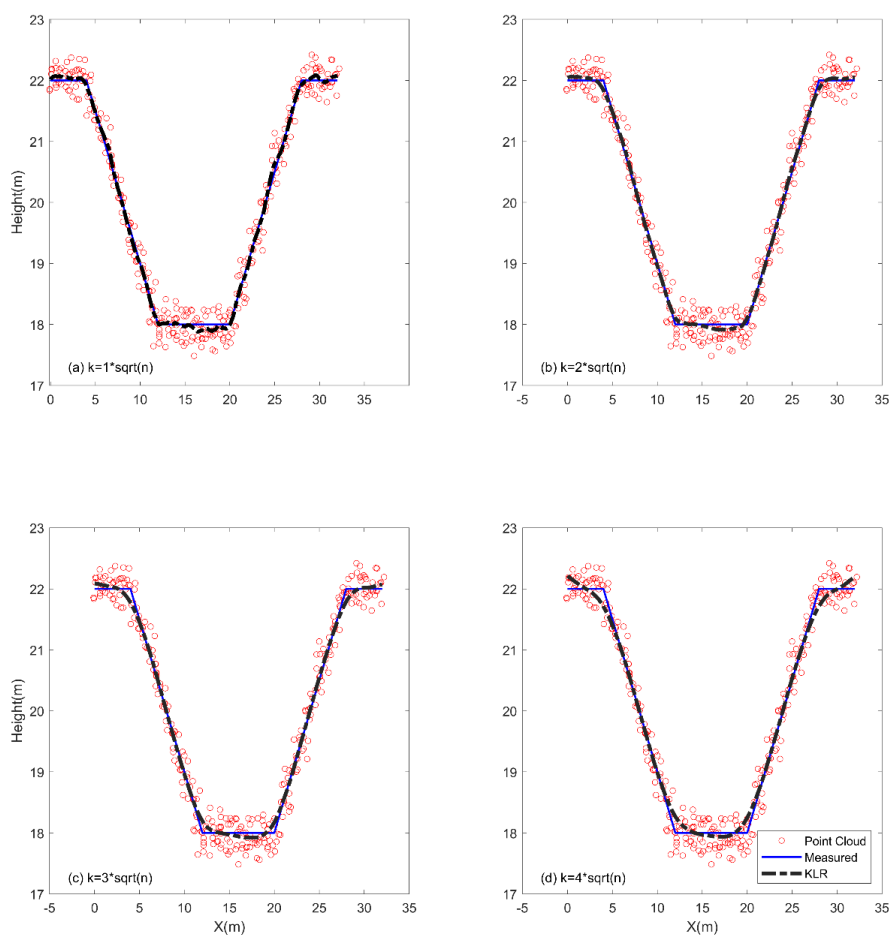 23
22
21
20
19
18
17
Height(m)
(a) k=1*sqrt(n)
-5 0 5 10 15 20 25 30 35
23
22
21
20
19
18
17
(b) k=2*sqrt(n)
-5 0 5 10 15 20 25 30 35
23
22
21
20
19
18
17
Height(m)
(c) k=3*sqrt(n)
-5 0 5 10 15 20 25 30 35
X(m)
23
22
21
20
19
18
17
(d) k=4*sqrt(n)
Point Cloud
Measured
KLR
-5 0 5 10 15 20 25 30 35
X(m)